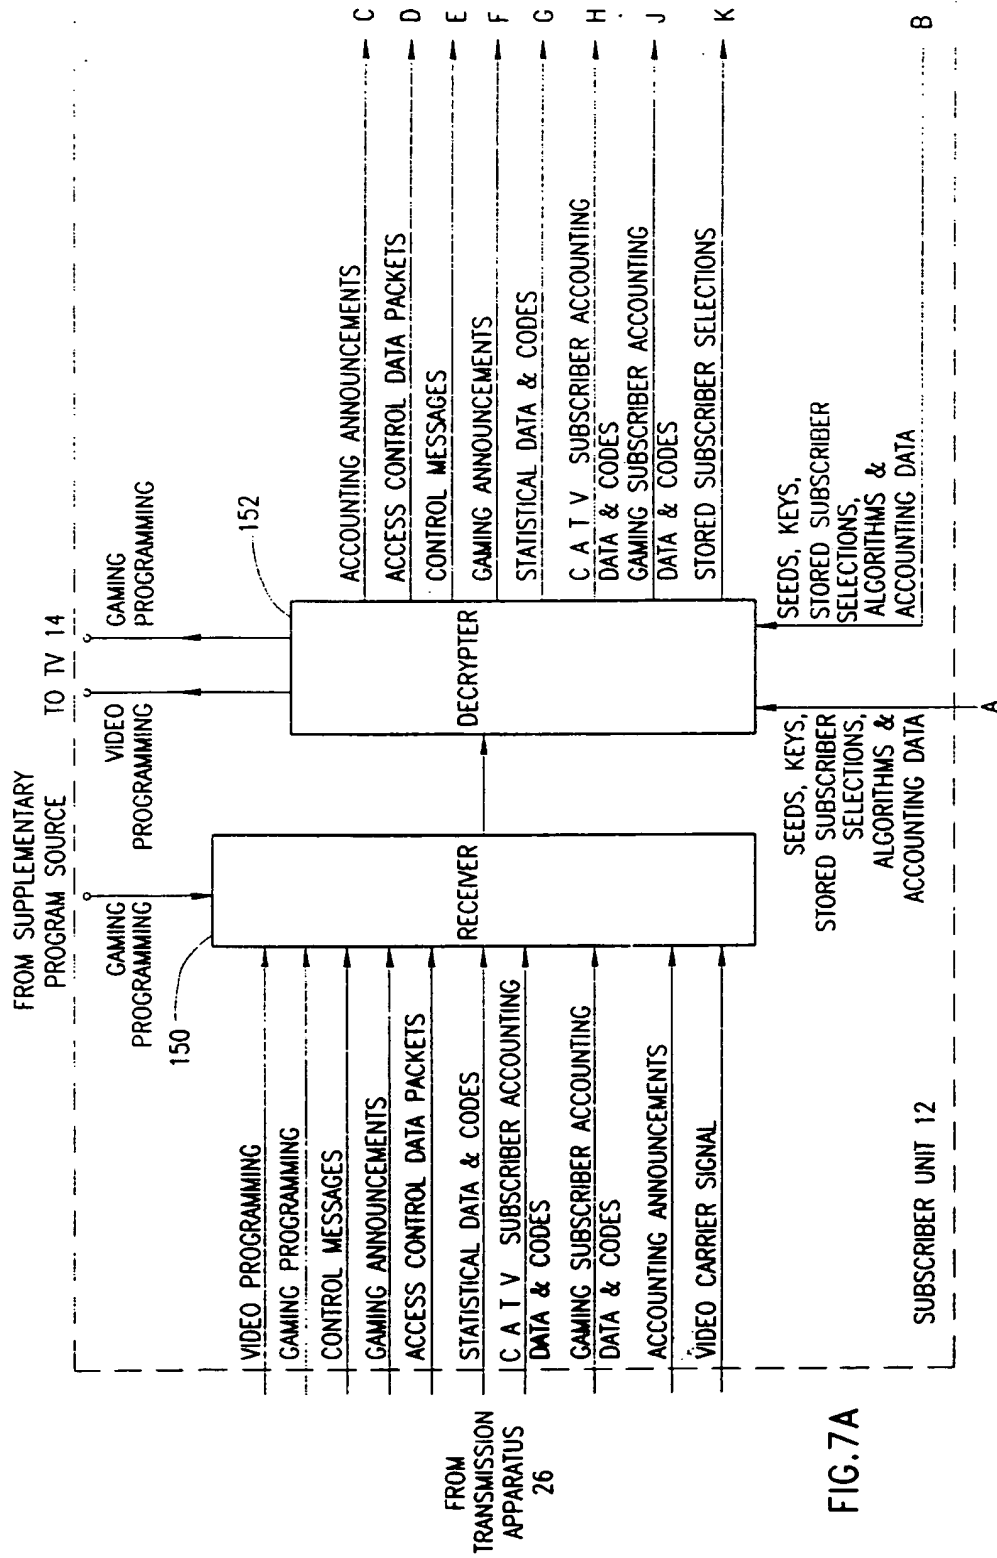 FROM SUPPLEMENTARY
PROGRAM SOURCE
TO TV 14
GAMING
PROGRAMMING
VIDEO
PROGRAMMING
GAMING
PROGRAMMING
150
152
VIDEO PROGRAMMING
GAMING PROGRAMMING
CONTROL MESSAGES
GAMING ANNOUNCEMENTS
ACCESS CONTROL DATA PACKETS
STATISTICAL DATA & CODES
C A T V SUBSCRIBER ACCOUNTING
DATA & CODES
GAMING SUBSCRIBER ACCOUNTING
DATA & CODES
ACCOUNTING ANNOUNCEMENTS
VIDEO CARRIER SIGNAL
FROM
TRANSMISSION
APPARATUS
26
RECEIVER
DECRYPTER
ACCOUNTING ANNOUNCEMENTS
C
ACCESS CONTROL DATA PACKETS
D
CONTROL MESSAGES
E
GAMING ANNOUNCEMENTS
F
STATISTICAL DATA & CODES
G
C A T V SUBSCRIBER ACCOUNTING
DATA & CODES
H
GAMING SUBSCRIBER ACCOUNTING
DATA & CODES
J
STORED SUBSCRIBER SELECTIONS
K
SEEDS, KEYS,
STORED SUBSCRIBER
SELECTIONS,
ALGORITHMS &
ACCOUNTING DATA
A
SEEDS, KEYS,
STORED SUBSCRIBER
SELECTIONS,
ALGORITHMS &
ACCOUNTING DATA
B
SUBSCRIBER UNIT 12
FIG.7A